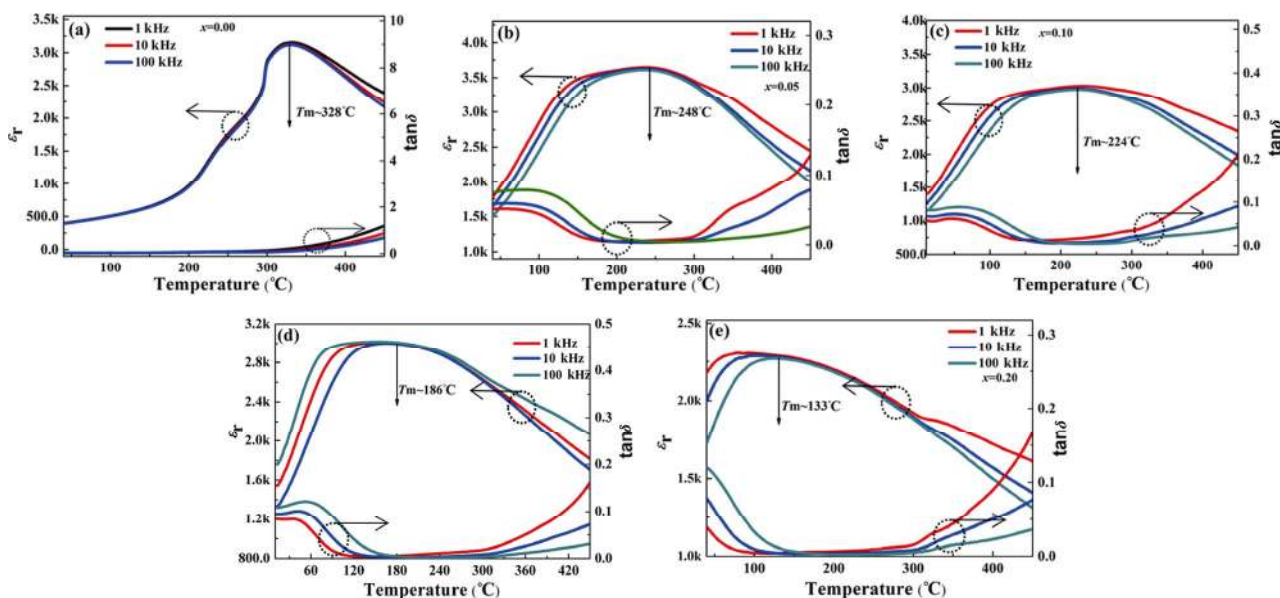 (a)
1 kHz x=0.00
10 kHz
100 kHz
Tm~328℃
3.5k
3.0k
2.5k
2.0k
1.5k
1.0k
500.0
0.0
εr
10
8
6
4
2
0
tanδ
100 200 300 400
Temperature (℃)
(b)
1 kHz
10 kHz
100 kHz
x=0.05
Tm~248℃
4.0k
3.5k
3.0k
2.5k
2.0k
1.5k
1.0k
εr
0.3
0.2
0.1
0.0
tanδ
100 200 300 400
Temperature (℃)
(c)
x=0.10
1 kHz
10 kHz
100 kHz
Tm~224℃
4.0k
3.5k
3.0k
2.5k
2.0k
1.5k
1.0k
500.0
εr
0.5
0.4
0.3
0.2
0.1
0.0
tanδ
100 200 300 400
Temperature (℃)
(d)
1 kHz
10 kHz
100 kHz
Tm~186℃
3.2k
2.8k
2.4k
2.0k
1.6k
1.2k
800.0
εr
0.5
0.4
0.3
0.2
0.1
0.0
tanδ
60 120 180 240 300 360 420
Temperature (℃)
(e)
1 kHz
10 kHz
100 kHz
x=0.20
Tm~133℃
2.5k
2.0k
1.5k
1.0k
εr
0.3
0.2
0.1
0.0
tanδ
100 200 300 400
Temperature (℃)